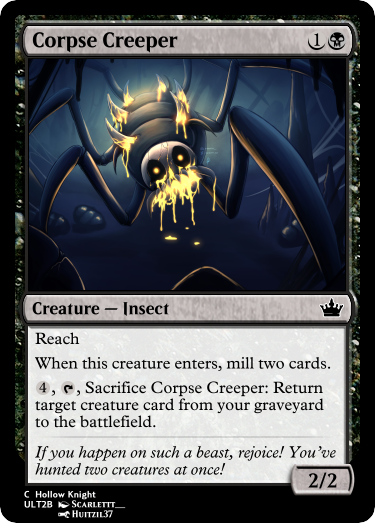 Corpse Creeper 1
Creature — Insect
Reach
When this creature enters, mill two cards.
4, , Sacrifice Corpse Creeper: Return
target creature card from your graveyard
to the battlefield.
If you happen on such a beast, rejoice! You've
hunted two creatures at once!
2/2
C Hollow Knight
ULT2B Scarlett__
Huitzil37